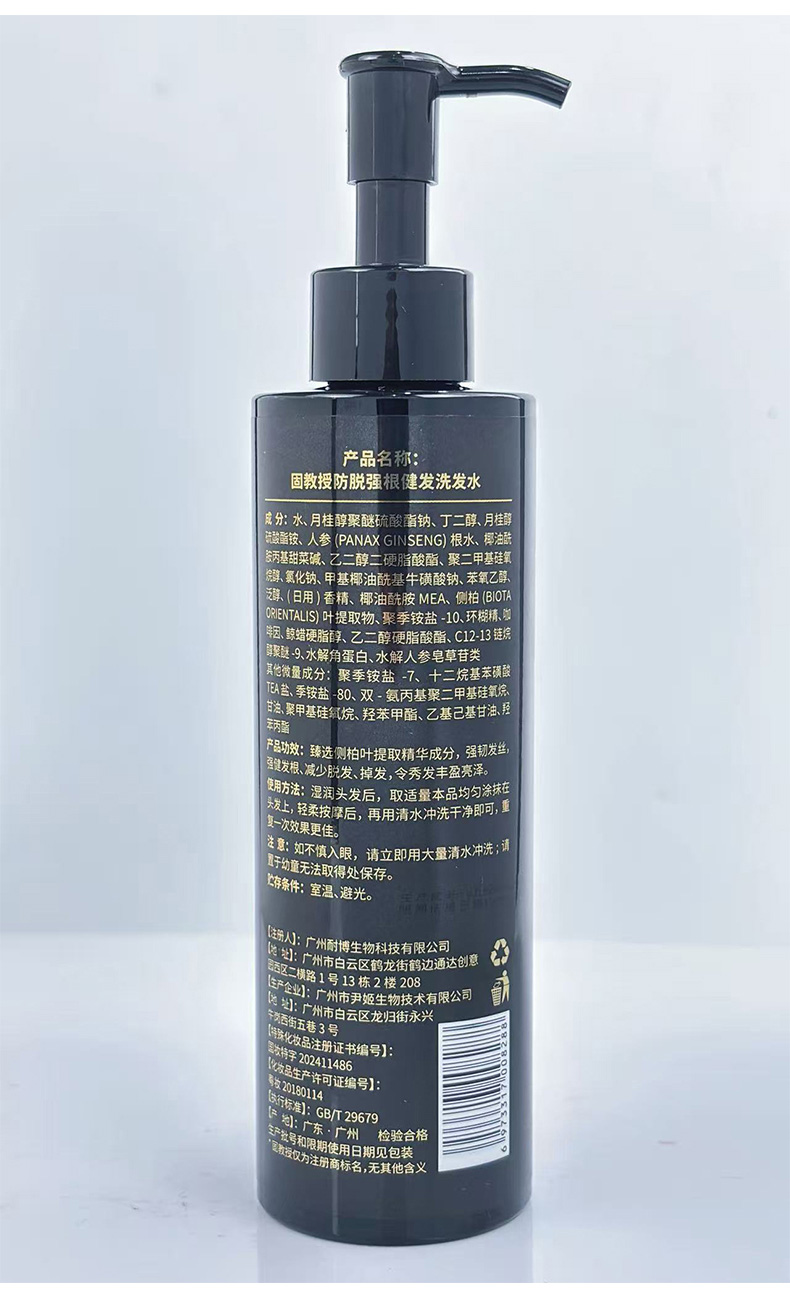 产品名称：
固教授防脱强根健发洗发水
成 分：水、月桂醇聚醚硫酸酯钠、丁二醇、月桂醇
硫酸酯铵、人参 (PANAX GINSENG) 根水、椰油酰
胺丙基甜菜碱、乙二醇二硬脂酸酯、聚二甲基硅氧
烷醇、氯化钠、甲基椰油酰基牛磺酸钠、苯氧乙醇、
泛醇、( 日用 ) 香精、椰油酰胺 MEA、侧柏 (BIOTA
ORIENTALIS) 叶提取物、聚季铵盐 -10、环糊精、咖
啡因、鲸蜡硬脂醇、乙二醇硬脂酸酯、C12-13 链烷
醇聚醚 -9、水解角蛋白、水解人参皂草苷类
其他微量成分：聚季铵盐 -7、十二烷基苯磺酸
TEA 盐、季铵盐 -80、双 - 氨丙基聚二甲基硅氧烷、
甘油、聚甲基硅氧烷、羟苯甲酯、乙基己基甘油、羟
苯丙酯
产品功效：臻选侧柏叶提取精华成分，强韧发丝，
强健发根、减少脱发、掉发，令秀发丰盈亮泽。
使用方法：湿润头发后，取适量本品均匀涂抹在
头发上，轻柔按摩后，再用清水冲洗干净即可，重
复一次效果更佳。
注 意：如不慎入眼，请立即用大量清水冲洗；请
置于幼童无法取得处保存。
贮存条件：室温、避光。
【注册人】：广州耐博生物科技有限公司
【地 址】：广州市白云区鹤龙街鹤边通达创意
园西区二横路 1 号 13 栋 2 楼 208
【生产企业】：广州市尹姬生物技术有限公司
【地 址】：广州市白云区龙归街永兴
午岗西街五巷 3 号
【特殊化妆品注册证书编号】：
国妆特字 202411486
【化妆品生产许可证编号】：
粤妆 20180114
【执行标准】：GB/T 29679
【产 地】：广东 · 广州 检验合格
生产批号和限期使用日期见包装
* 固教授仅为注册商标名，无其他含义
6 973317 008288